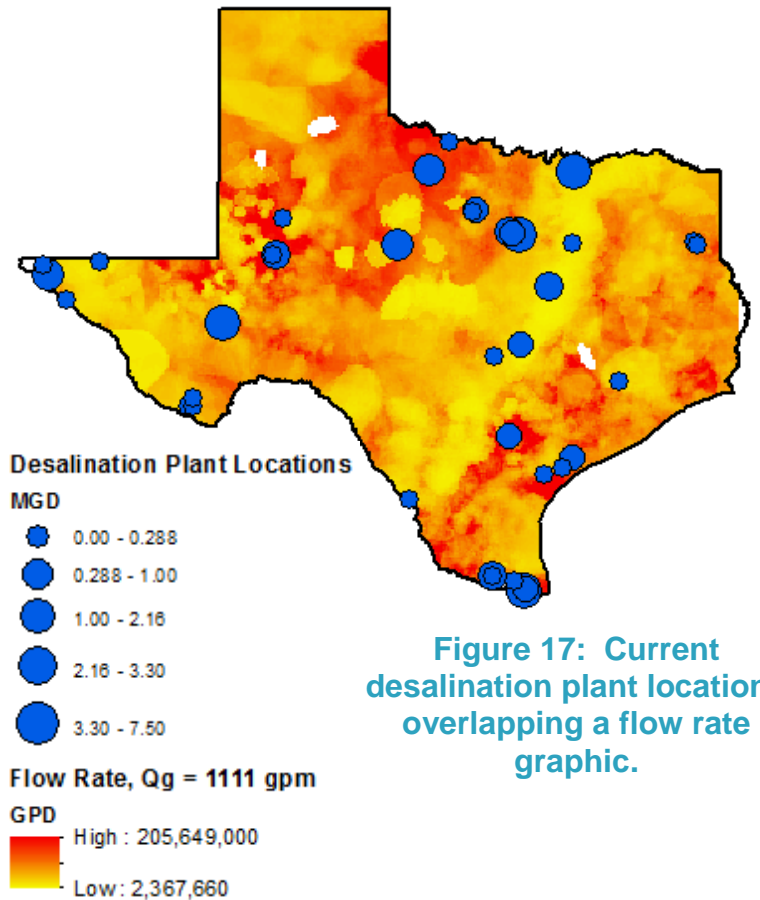 Desalination Plant Locations
MGD
0.00 - 0.288
0.288 - 1.00
1.00 - 2.16
2.16 - 3.30
3.30 - 7.50
Figure 17: Current
desalination plant location
overlapping a flow rate
graphic.
Flow Rate, Qg = 1111 gpm
GPD
High : 205,649,000
Low : 2,367,660